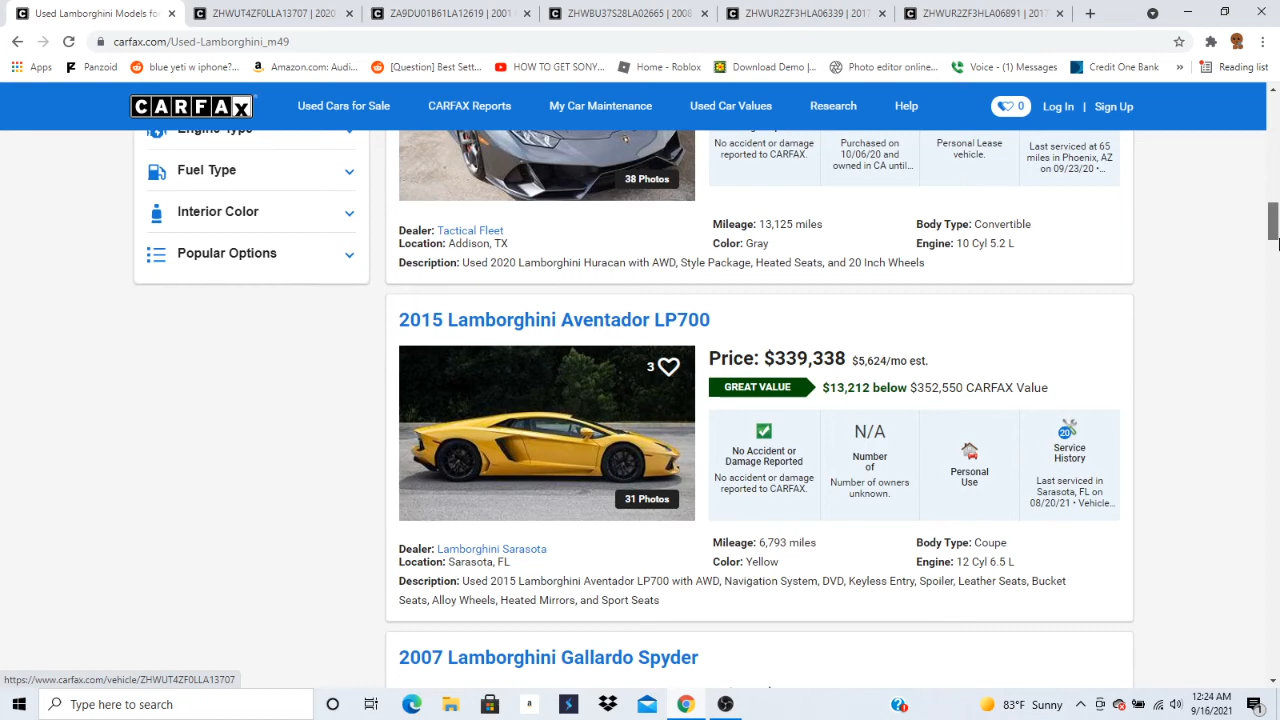 Used Lamborghini Models for
ZHWUT4ZF0LLA13707 | 2020
ZA9DU01B61LA12619 | 2001
ZHWBU37S28LA02665 | 2008
ZHWUR2ZF3HLA06339 | 2017
ZHWUR2ZF3HLA06891 | 2017
carfax.com/Used-Lamborghini_m49
Apps
Panzoid
blue yeti w iphone?...
Amazon.com: Audi...
[Question] Best Sett...
HOW TO GET SONY...
Home - Roblox
Download Demo |...
Photo editor online...
Voice - (1) Messages
Credit One Bank
»
Reading list
CARFAX
Used Cars for Sale
CARFAX Reports
My Car Maintenance
Used Car Values
Research
Help
0
Log In | Sign Up
Engine Type
Fuel Type
Interior Color
Popular Options
38 Photos
No accident or damage
reported to CARFAX.
Purchased on
10/06/20 and
owned in CA until...
Personal Lease
vehicle.
Last serviced at 65
miles in Phoenix, AZ
on 09/23/20 •...
Dealer: Tactical Fleet
Location: Addison, TX
Mileage: 13,125 miles
Color: Gray
Body Type: Convertible
Engine: 10 Cyl 5.2 L
Description: Used 2020 Lamborghini Huracan with AWD, Style Package, Heated Seats, and 20 Inch Wheels
2015 Lamborghini Aventador LP700
3
31 Photos
Price: $339,338 $5,624/mo est.
GREAT VALUE $13,212 below $352,550 CARFAX Value
No Accident or
Damage Reported
No accident or damage
reported to CARFAX.
N/A
Number
of
Number of owners
unknown.
Personal
Use
20
Service
History
Last serviced in
Sarasota, FL on
08/20/21 • Vehicle...
Dealer: Lamborghini Sarasota
Location: Sarasota, FL
Mileage: 6,793 miles
Color: Yellow
Body Type: Coupe
Engine: 12 Cyl 6.5 L
Description: Used 2015 Lamborghini Aventador LP700 with AWD, Navigation System, DVD, Keyless Entry, Spoiler, Leather Seats, Bucket
Seats, Alloy Wheels, Heated Mirrors, and Sport Seats
2007 Lamborghini Gallardo Spyder
https://www.carfax.com/vehicle/ZHWUT4ZF0LLA13707
Type here to search
83°F Sunny
12:24 AM
9/16/2021
1